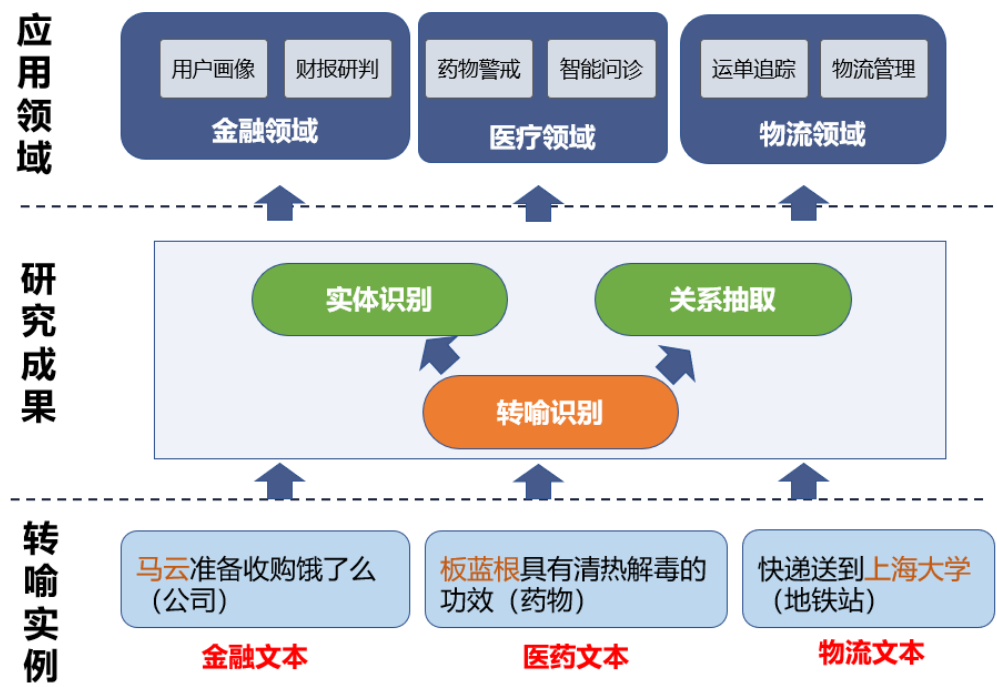 应用领域
用户画像
财报研判
金融领域
药物警戒
智能问诊
医疗领域
运单追踪
物流管理
物流领域
研究成果
实体识别
关系抽取
转喻识别
转喻实例
马云准备收购饿了么
（公司）
金融文本
板蓝根具有清热解毒的
功效（药物）
医药文本
快递送到上海大学
（地铁站）
物流文本